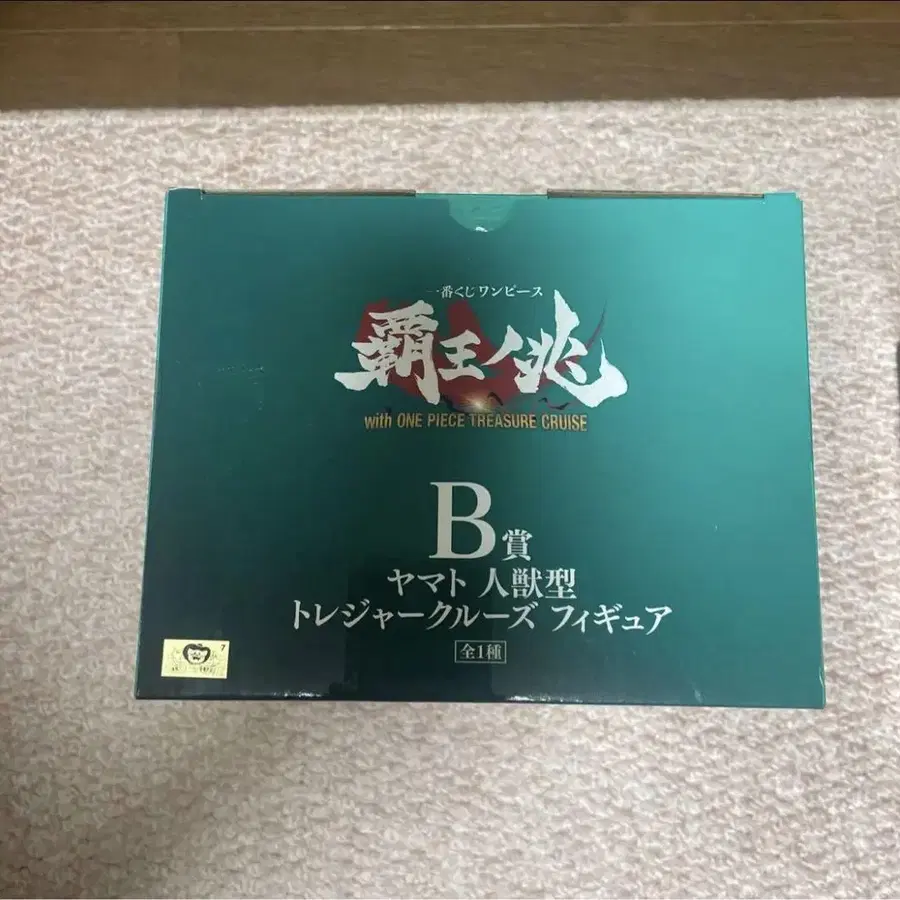 一番くじワンピース
覇王ノ兆
with ONE PIECE TREASURE CRUISE
B賞
ヤマト 人獣型
トレジャークルーズ フィギュア
全1種
7